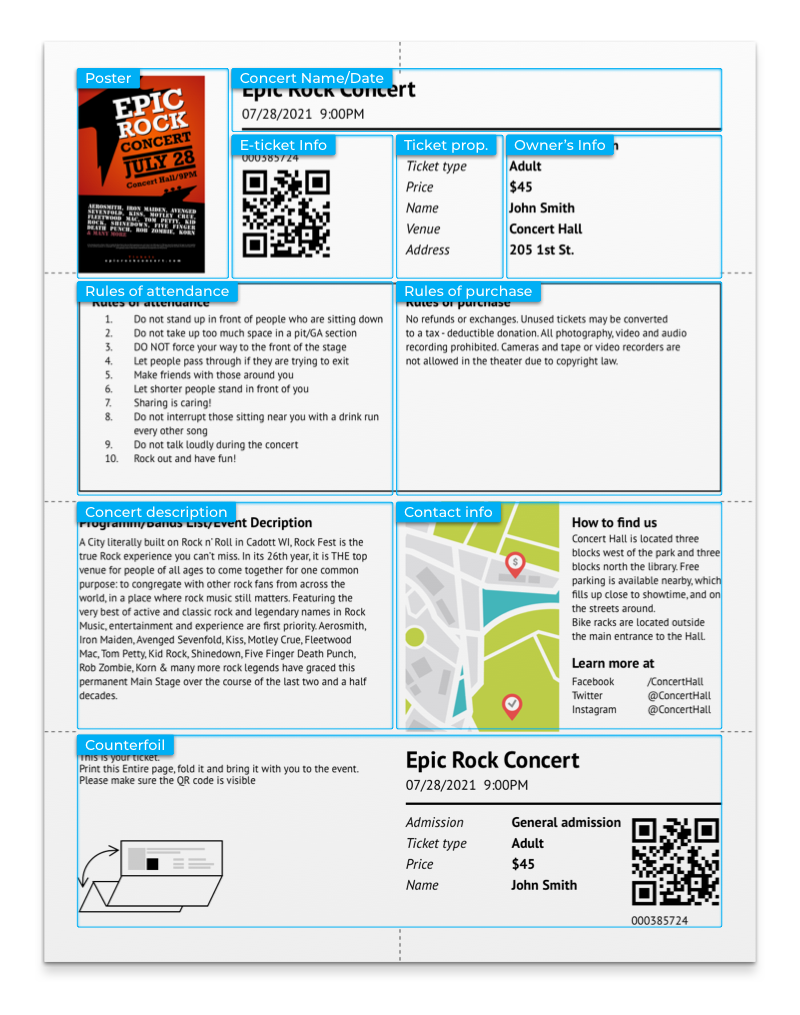 Poster
EPIC
ROCK
CONCERT
JULY 28
Concert Hall/9PM
AEROSMITH, IRON MAIDEN, AVENGED
SEVENFOLD, KISS, MOTLEY CRUE,
FLEETWOOD MAC, TOM PETTY, KID
ROCK, SHINEDOWN, FIVE FINGER
DEATH PUNCH, ROB ZOMBIE, KORN
& MANY MORE
epicrockconcert.com
Concert Name/Date
Epic Rock Concert
07/28/2021 9:00PM
E-ticket Info
000385724
Ticket prop.
Owner's Info
Ticket type Adult
Price $45
Name John Smith
Venue Concert Hall
Address 205 1st St.
Rules of attendance
Rules of attendance
1. Do not stand up in front of people who are sitting down
2. Do not take up too much space in a pit/GA section
3. DO NOT force your way to the front of the stage
4. Let people pass through if they are trying to exit
5. Make friends with those around you
6. Let shorter people stand in front of you
7. Sharing is caring!
8. Do not interrupt those sitting near you with a drink run
every other song
9. Do not talk loudly during the concert
10. Rock out and have fun!
Rules of purchase
Rules of purchase
No refunds or exchanges. Unused tickets may be converted
to a tax - deductible donation. All photography, video and audio
recording prohibited. Cameras and tape or video recorders are
not allowed in the theater due to copyright law.
Concert description
Programm/Bands List/Event Decription
A City literally built on Rock n' Roll in Cadott WI, Rock Fest is the
true Rock experience you can't miss. In its 26th year, it is THE top
venue for people of all ages to come together for one common
purpose: to congregate with other rock fans from across the
world, in a place where rock music still matters. Featuring the
very best of active and classic rock and legendary names in Rock
Music, entertainment and experience are first priority. Aerosmith,
Iron Maiden, Avenged Sevenfold, Kiss, Motley Crue, Fleetwood
Mac, Tom Petty, Kid Rock, Shinedown, Five Finger Death Punch,
Rob Zombie, Korn & many more rock legends have graced this
permanent Main Stage over the course of the last two and a half
decades.
Contact info
$
How to find us
Concert Hall is located three
blocks west of the park and three
blocks north the library. Free
parking is available nearby, which
fills up close to showtime, and on
the streets around.
Bike racks are located outside
the main entrance to the Hall.
Learn more at
Facebook /ConcertHall
Twitter @ConcertHall
Instagram @ConcertHall
Counterfoil
This is your ticket.
Print this Entire page, fold it and bring it with you to the event.
Please make sure the QR code is visible
Epic Rock Concert
07/28/2021 9:00PM
Admission General admission
Ticket type Adult
Price $45
Name John Smith
000385724